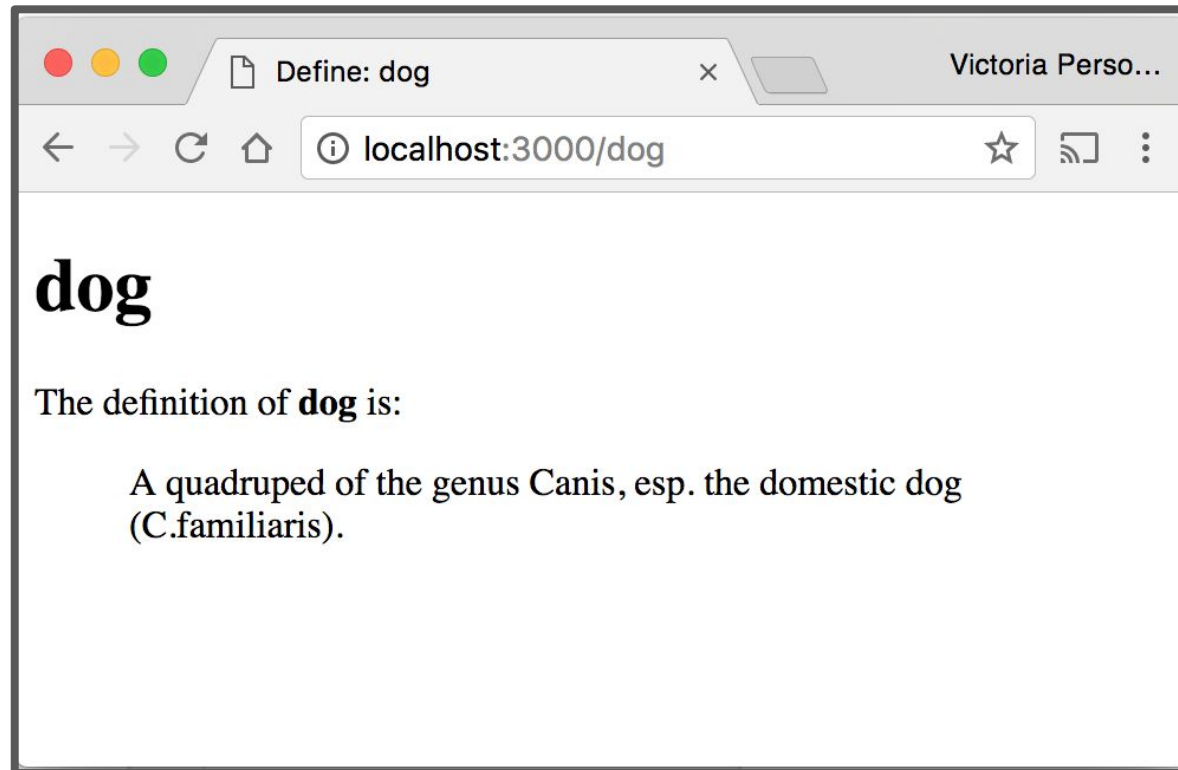 Define: dog
Victoria Perso...
localhost:3000/dog
dog
The definition of dog is:
A quadruped of the genus Canis, esp. the domestic dog
(C.familiaris).